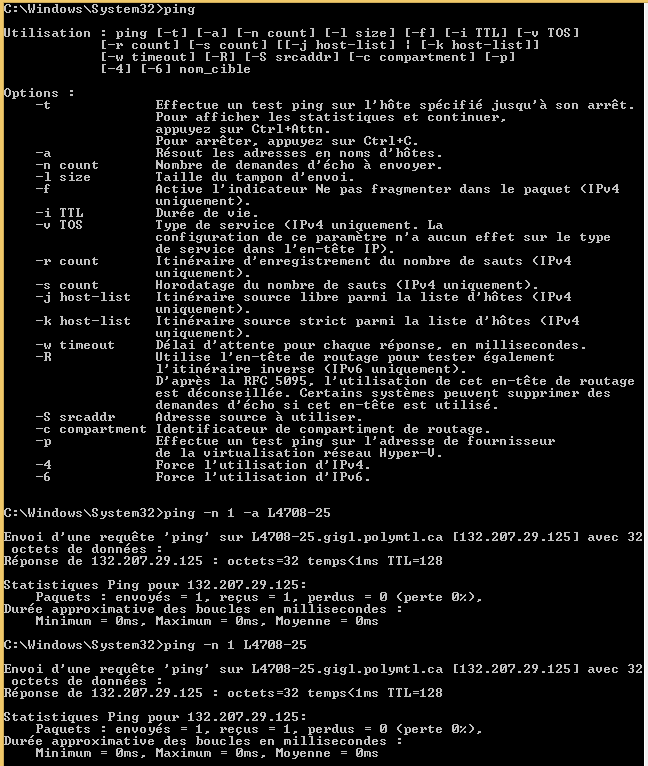 C:\Windows\System32>ping
Utilisation : ping [-t] [-a] [-n count] [-l size] [-f] [-i TTL] [-v TOS]
[-r count] [-s count] [[-j host-list] | [-k host-list]]
[-w timeout] [-R] [-S srcaddr] [-c compartment] [-p]
[-4] [-6] nom_cible
Options :
-t Effectue un test ping sur l'hôte spécifié jusqu'à son arrêt.
Pour afficher les statistiques et continuer,
appuyez sur Ctrl+Attn.
Pour arrêter, appuyez sur Ctrl+C.
-a Résout les adresses en noms d'hôtes.
-n count Nombre de demandes d'écho à envoyer.
-l size Taille du tampon d'envoi.
-f Active l'indicateur Ne pas fragmenter dans le paquet (IPv4
uniquement).
-i TTL Durée de vie.
-v TOS Type de service (IPv4 uniquement. La
configuration de ce paramètre n'a aucun effet sur le type
de service dans l'en-tête IP).
-r count Itinéraire d'enregistrement du nombre de sauts (IPv4
uniquement).
-s count Horodatage du nombre de sauts (IPv4 uniquement).
-j host-list Itinéraire source libre parmi la liste d'hôtes (IPv4
uniquement).
-k host-list Itinéraire source strict parmi la liste d'hôtes (IPv4
uniquement).
-w timeout Délai d'attente pour chaque réponse, en millisecondes.
-R Utilise l'en-tête de routage pour tester également
l'itinéraire inverse (IPv6 uniquement).
D'après la RFC 5095, l'utilisation de cet en-tête de routage
est déconseillée. Certains systèmes peuvent supprimer des
demandes d'écho si cet en-tête est utilisé.
-S srcaddr Adresse source à utiliser.
-c compartment Identificateur de compartiment de routage.
-p Effectue un test ping sur l'adresse de fournisseur
de la virtualisation réseau Hyper-V.
-4 Force l'utilisation d'IPv4.
-6 Force l'utilisation d'IPv6.
C:\Windows\System32>ping -n 1 -a L4708-25
Envoi d'une requête 'ping' sur L4708-25.gigl.polymtl.ca [132.207.29.125] avec 32
octets de données :
Réponse de 132.207.29.125 : octets=32 temps<1ms TTL=128
Statistiques Ping pour 132.207.29.125:
Paquets : envoyés = 1, reçus = 1, perdus = 0 (perte 0%),
Durée approximative des boucles en millisecondes :
Minimum = 0ms, Maximum = 0ms, Moyenne = 0ms
C:\Windows\System32>ping -n 1 L4708-25
Envoi d'une requête 'ping' sur L4708-25.gigl.polymtl.ca [132.207.29.125] avec 32
octets de données :
Réponse de 132.207.29.125 : octets=32 temps<1ms TTL=128
Statistiques Ping pour 132.207.29.125:
Paquets : envoyés = 1, reçus = 1, perdus = 0 (perte 0%),
Durée approximative des boucles en millisecondes :
Minimum = 0ms, Maximum = 0ms, Moyenne = 0ms